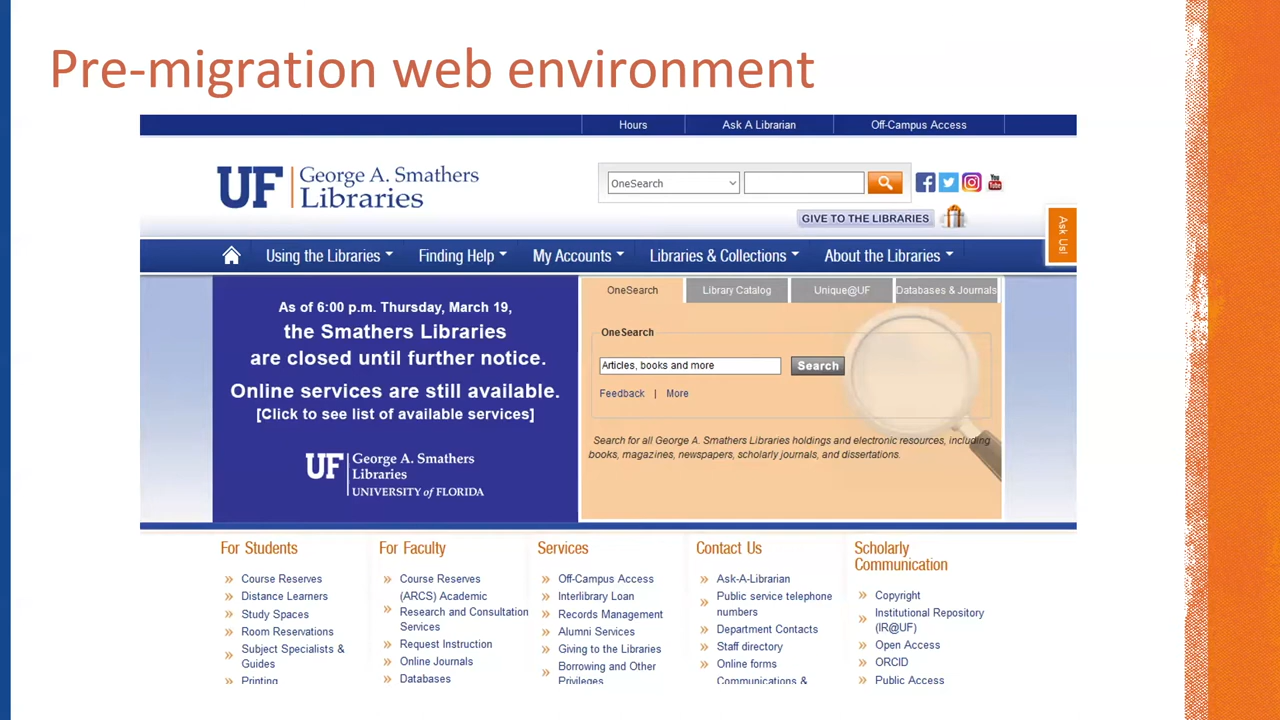 Pre-migration web environment
Hours
Ask A Librarian
Off-Campus Access
UF
George A. Smathers
Libraries
OneSearch
You
Tube
GIVE TO THE LIBRARIES
Ask Us!
Using the Libraries
Finding Help
My Accounts
Libraries & Collections
About the Libraries
As of 6:00 p.m. Thursday, March 19,
the Smathers Libraries
are closed until further notice.
Online services are still available.
[Click to see list of available services]
UF
George A. Smathers
Libraries
UNIVERSITY of FLORIDA
OneSearch
Library Catalog
Unique@UF
Databases & Journals
OneSearch
Articles, books and more
Search
Feedback | More
Search for all George A. Smathers Libraries holdings and electronic resources, including
books, magazines, newspapers, scholarly journals, and dissertations.
For Students
Course Reserves
Distance Learners
Study Spaces
Room Reservations
Subject Specialists &
Guides
Printing
For Faculty
Course Reserves
(ARCS) Academic
Research and Consultation
Services
Request Instruction
Online Journals
Databases
Services
Off-Campus Access
Interlibrary Loan
Records Management
Alumni Services
Giving to the Libraries
Borrowing and Other
Privileges
Contact Us
Ask-A-Librarian
Public service telephone
numbers
Department Contacts
Staff directory
Online forms
Communications &
Scholarly
Communication
Copyright
Institutional Repository
(IR@UF)
Open Access
ORCID
Public Access